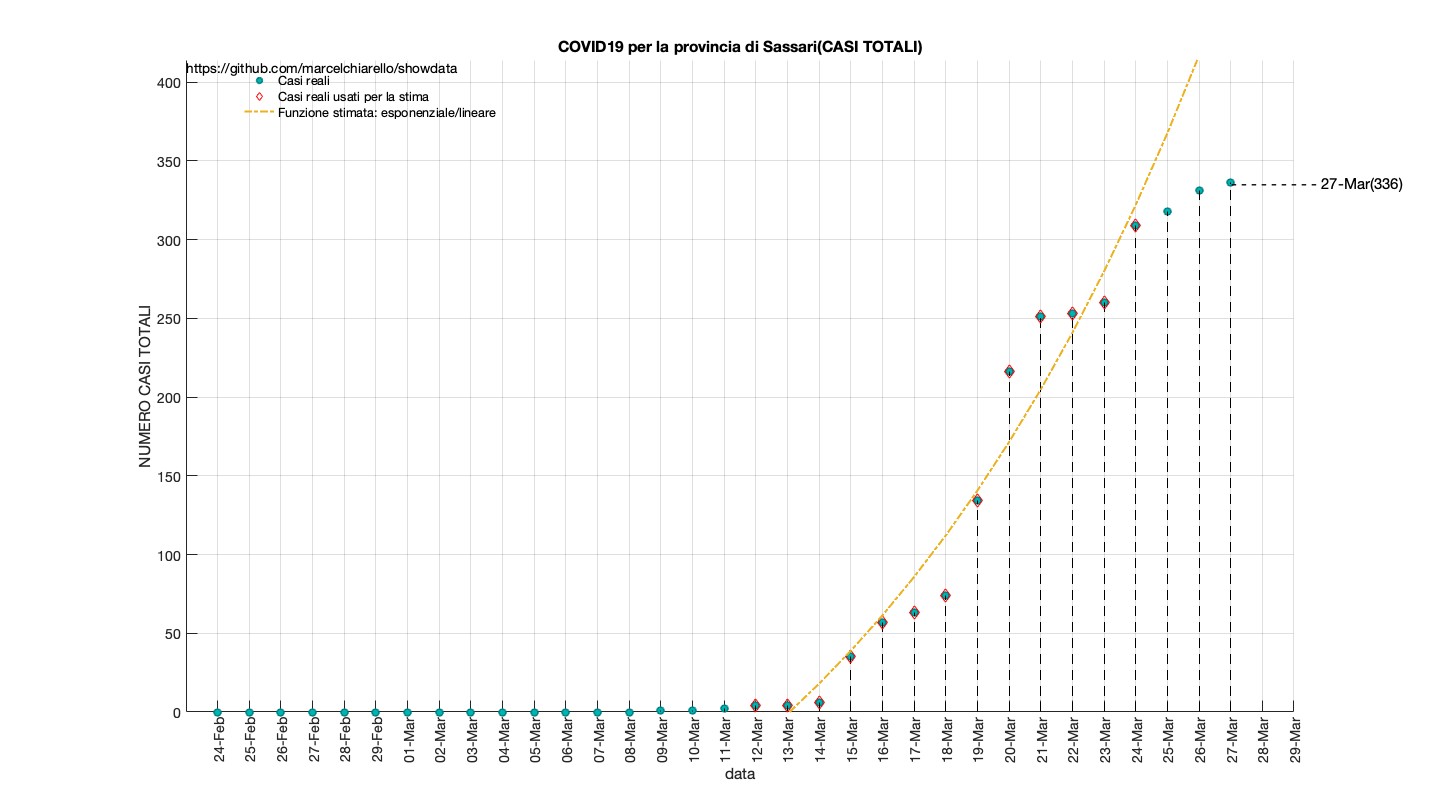 COVID19 per la provincia di Sassari(CASI TOTALI)
https://github.com/marcelchiarello/showdata
Casi reali
Casi reali usati per la stima
Funzione stimata: esponenziale/lineare
400
350
300
250
200
150
100
50
0
NUMERO CASI TOTALI
27-Mar(336)
24-Feb
25-Feb
26-Feb
27-Feb
28-Feb
29-Feb
01-Mar
02-Mar
03-Mar
04-Mar
05-Mar
06-Mar
07-Mar
08-Mar
09-Mar
10-Mar
11-Mar
12-Mar
13-Mar
14-Mar
15-Mar
16-Mar
17-Mar
18-Mar
19-Mar
20-Mar
21-Mar
22-Mar
23-Mar
24-Mar
25-Mar
26-Mar
27-Mar
28-Mar
29-Mar
data